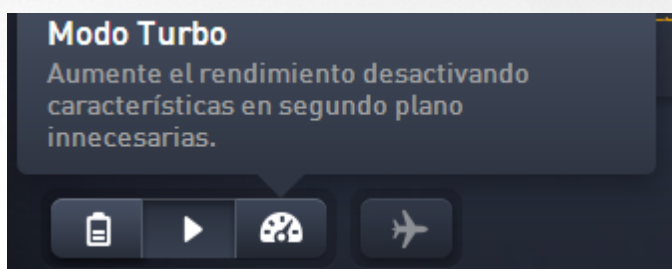 Modo Turbo
Aumente el rendimiento desactivando
características en segundo plano
innecesarias.